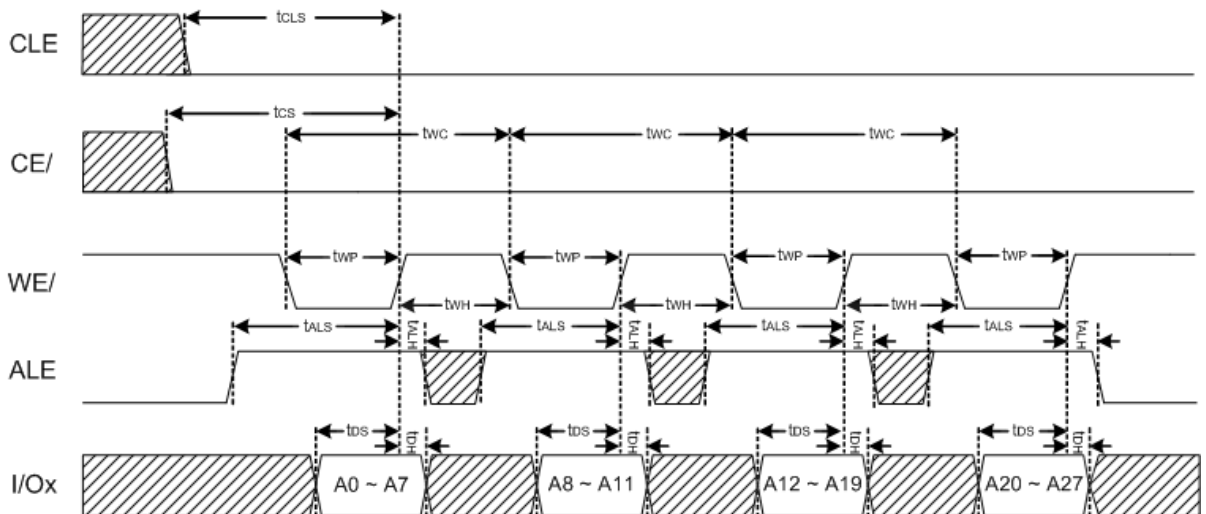 CLE tCLS
tCS
CE/ tWC tWC tWC
WE/ tWP tWP tWP tWP
tWH tWH tWH
ALE tALS tALH tALS tALH tALS tALH tALS tALH
tDS tDH tDS tDH tDS tDH tDS tDH
I/Ox A0 ~ A7 A8 ~ A11 A12 ~ A19 A20 ~ A27